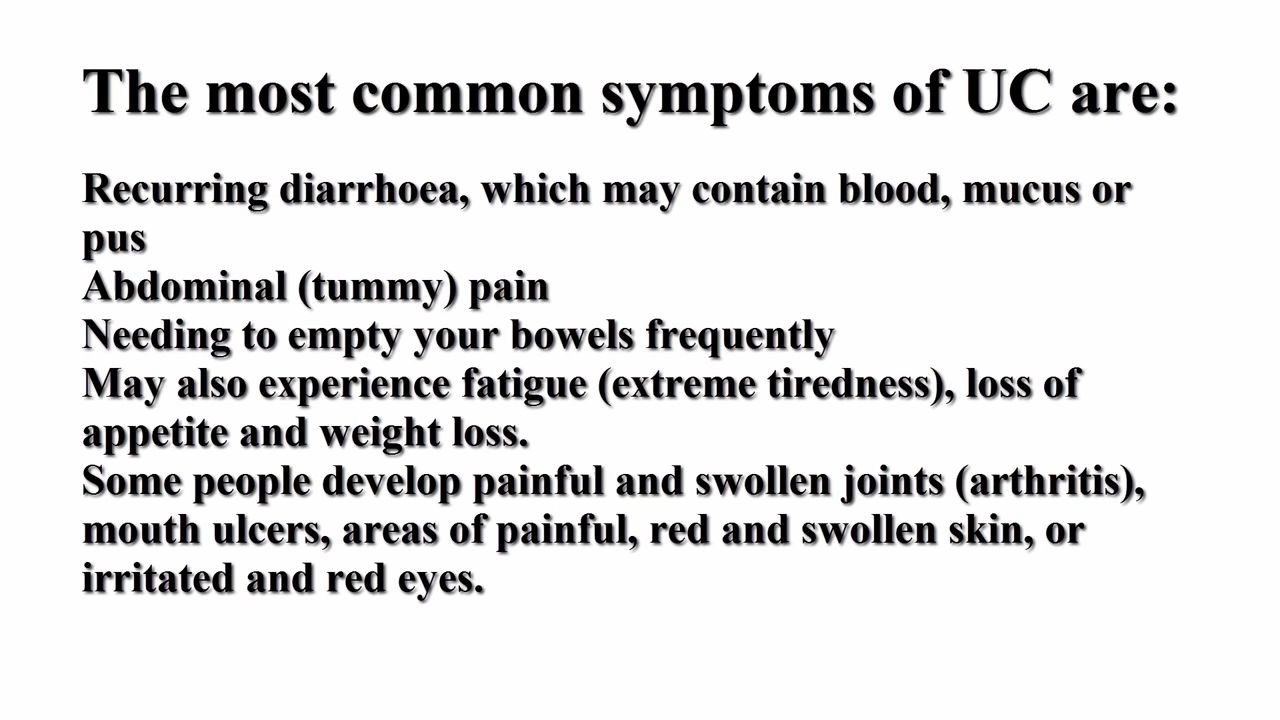 The most common symptoms of UC are:
Recurring diarrhoea, which may contain blood, mucus or
pus
Abdominal (tummy) pain
Needing to empty your bowels frequently
May also experience fatigue (extreme tiredness), loss of
appetite and weight loss.
Some people develop painful and swollen joints (arthritis),
mouth ulcers, areas of painful, red and swollen skin, or
irritated and red eyes.